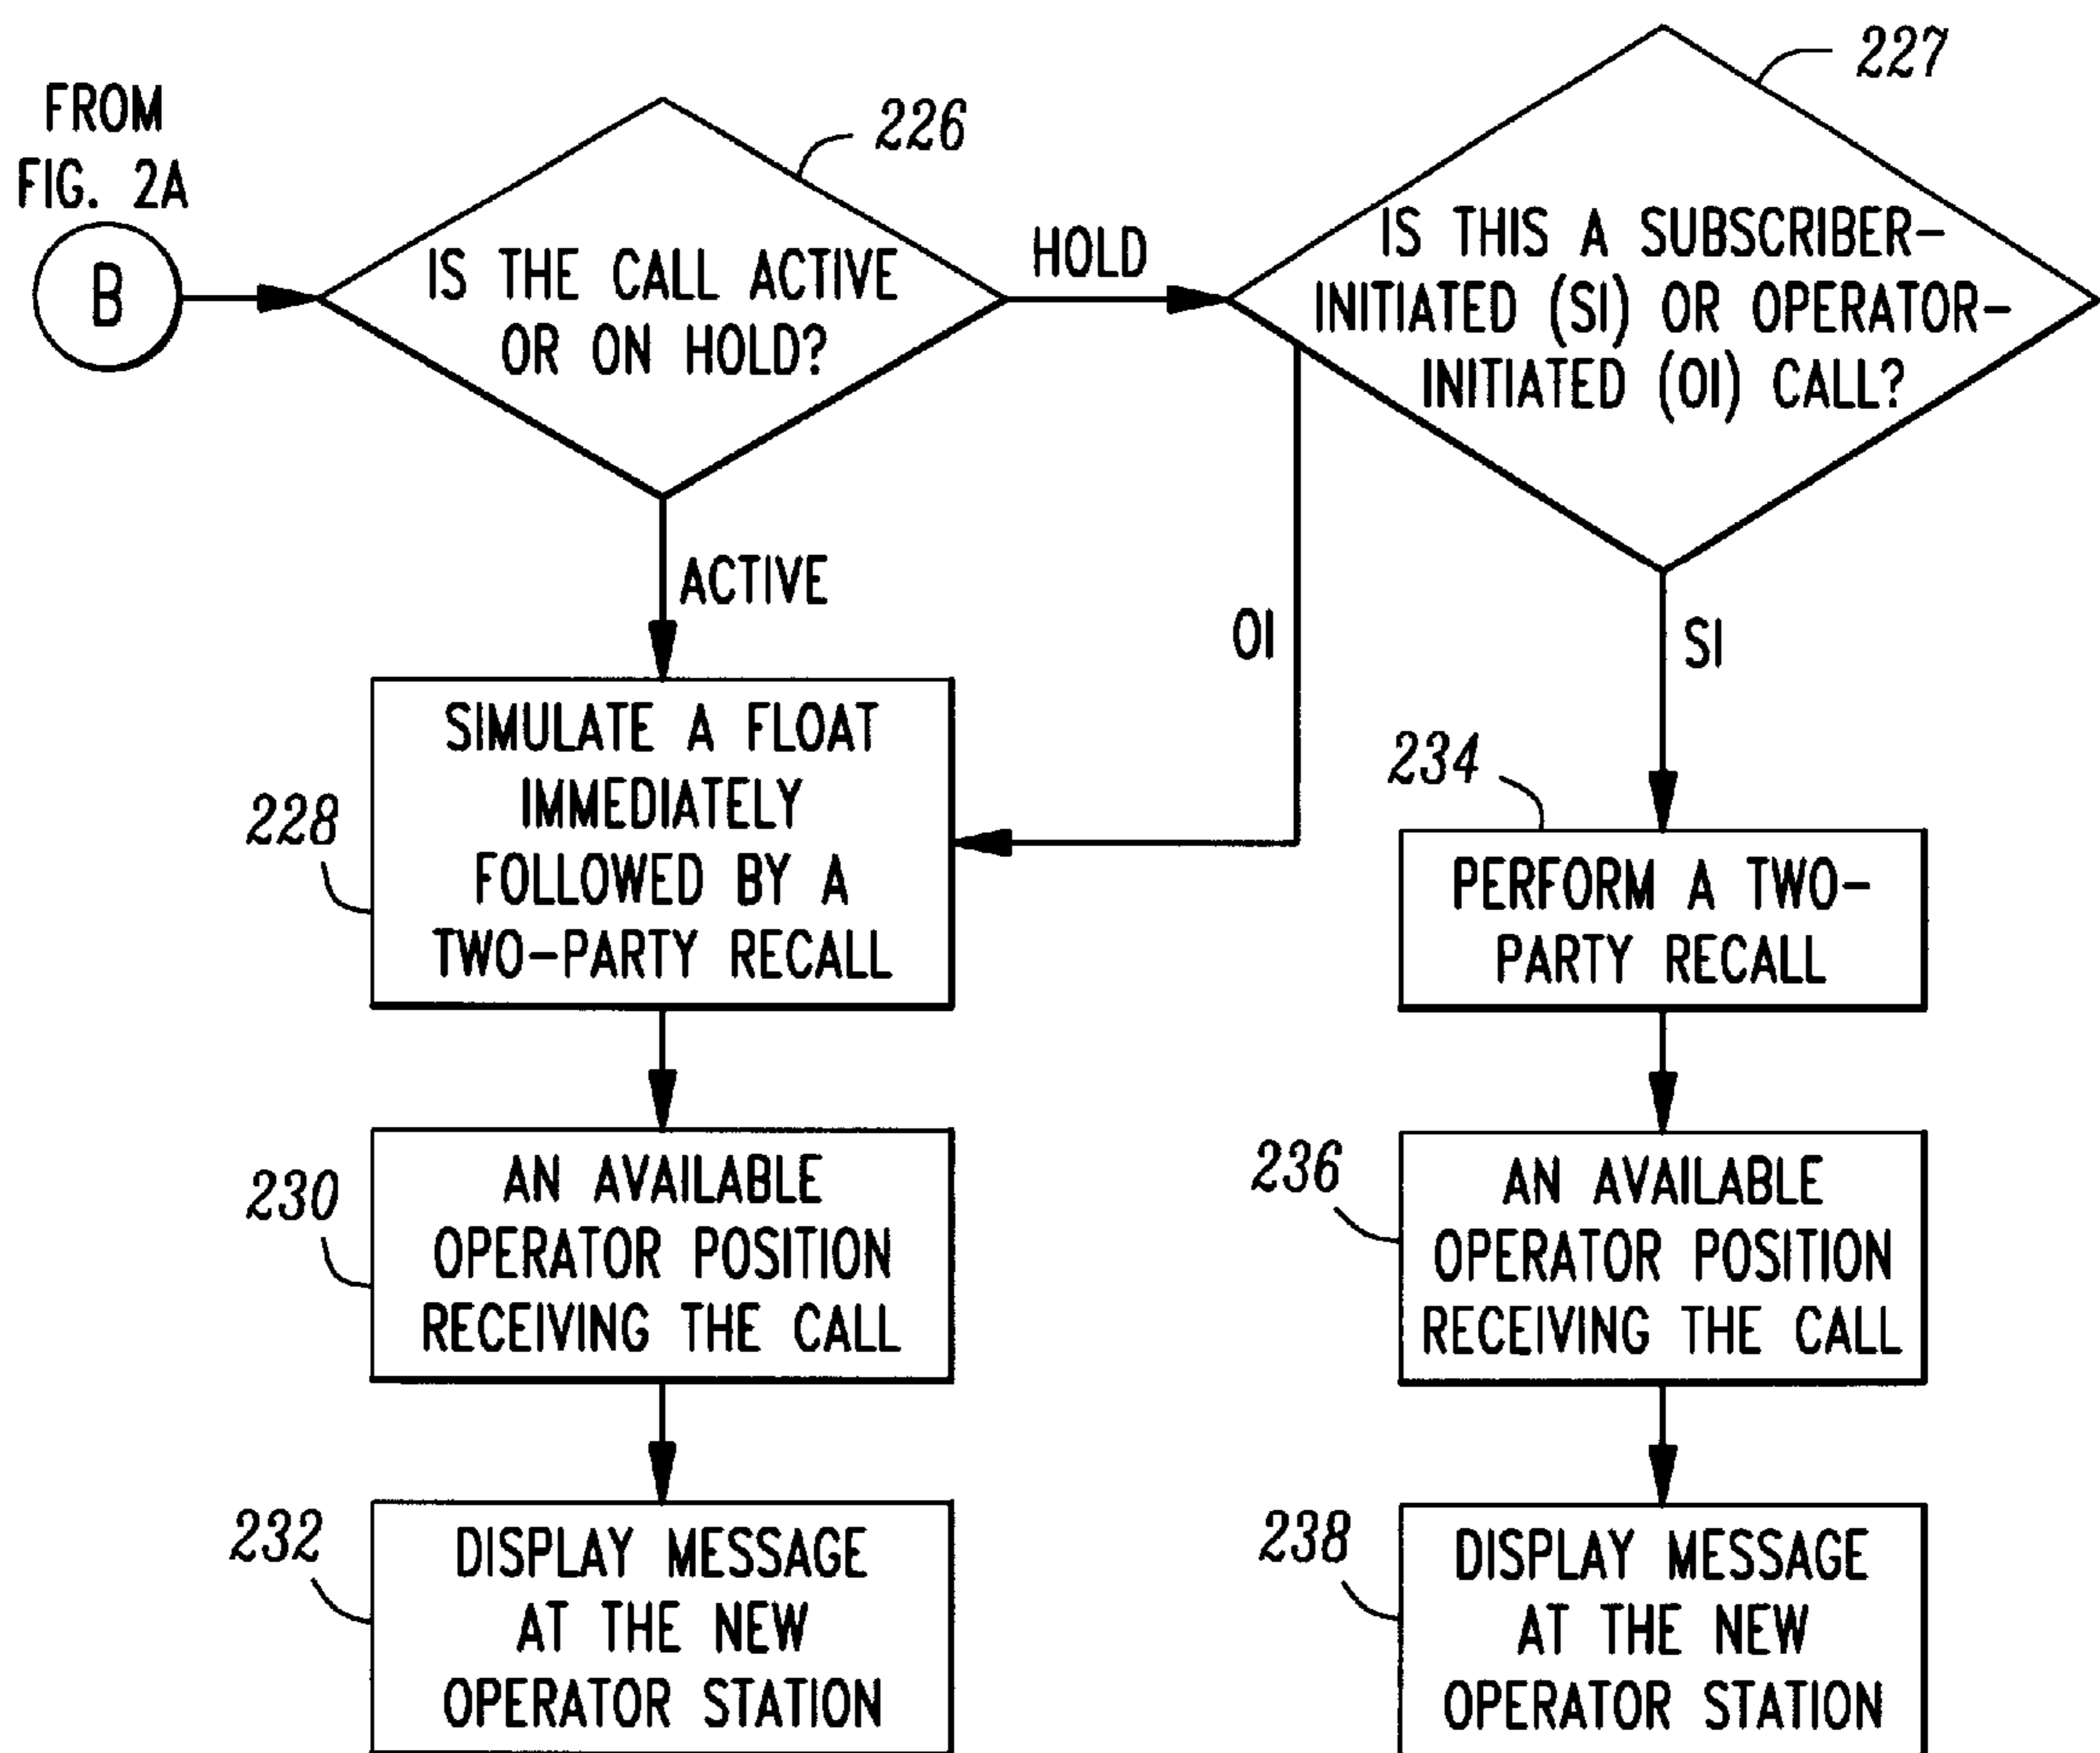 FROM
FIG. 2A
B
226
IS THE CALL ACTIVE
OR ON HOLD?
HOLD
227
IS THIS A SUBSCRIBER-
INITIATED (SI) OR OPERATOR-
INITIATED (OI) CALL?
ACTIVE
OI
SI
228
SIMULATE A FLOAT
IMMEDIATELY
FOLLOWED BY A
TWO-PARTY RECALL
234
PERFORM A TWO-
PARTY RECALL
230
AN AVAILABLE
OPERATOR POSITION
RECEIVING THE CALL
236
AN AVAILABLE
OPERATOR POSITION
RECEIVING THE CALL
232
DISPLAY MESSAGE
AT THE NEW
OPERATOR STATION
238
DISPLAY MESSAGE
AT THE NEW
OPERATOR STATION